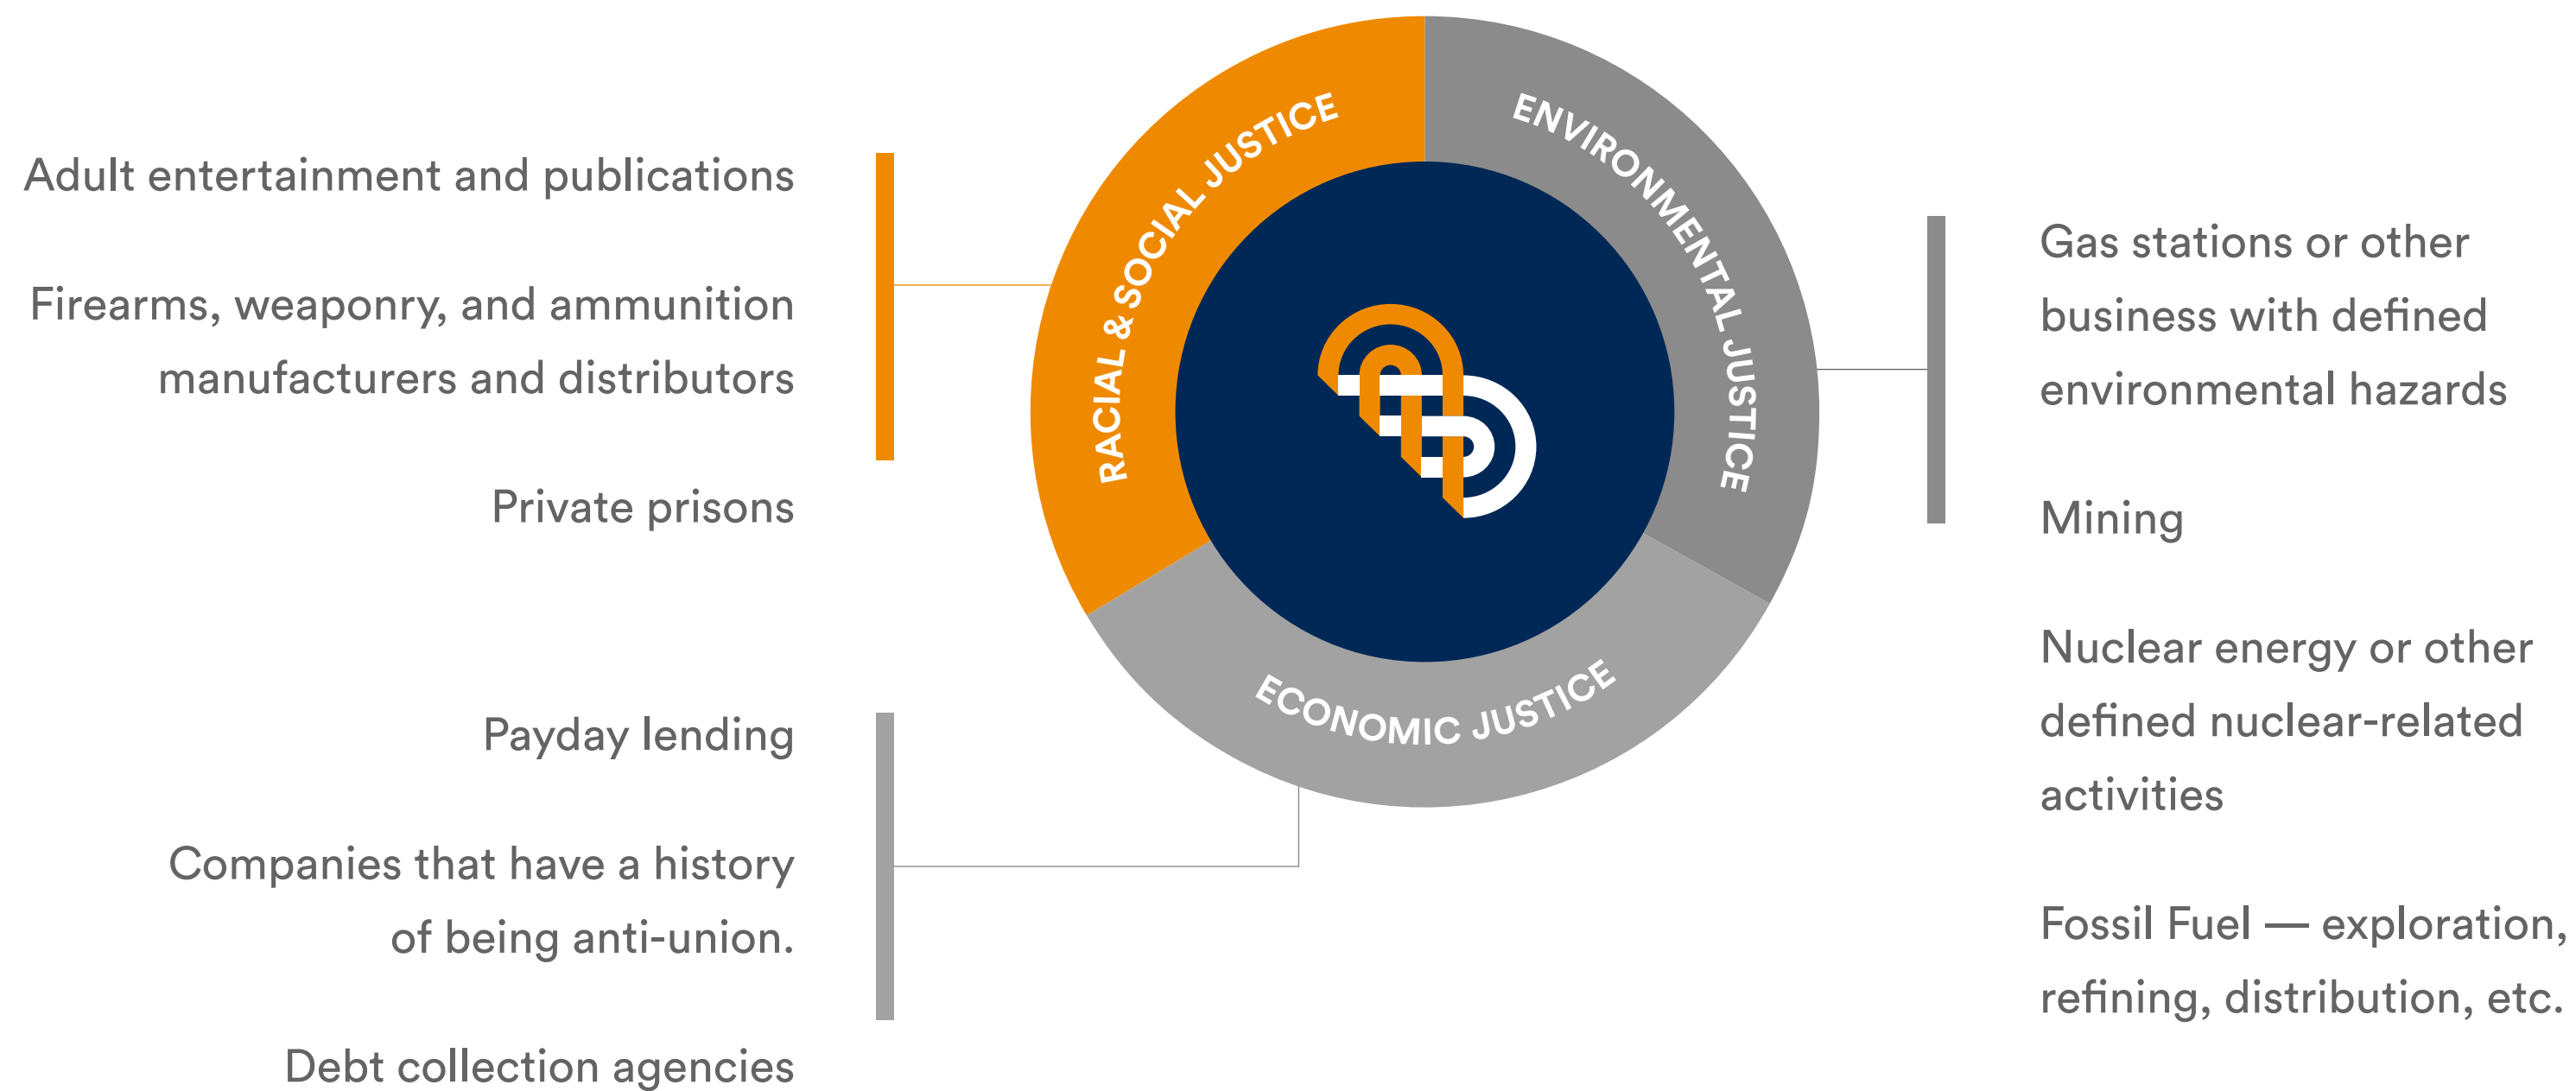 Adult entertainment and publications
Firearms, weaponry, and ammunition
manufacturers and distributors
Private prisons
RACIAL & SOCIAL JUSTICE
ENVIRONMENTAL JUSTICE
ECONOMIC JUSTICE
Gas stations or other
business with defined
environmental hazards
Mining
Nuclear energy or other
defined nuclear-related
activities
Fossil Fuel — exploration,
refining, distribution, etc.
Payday lending
Companies that have a history
of being anti-union.
Debt collection agencies